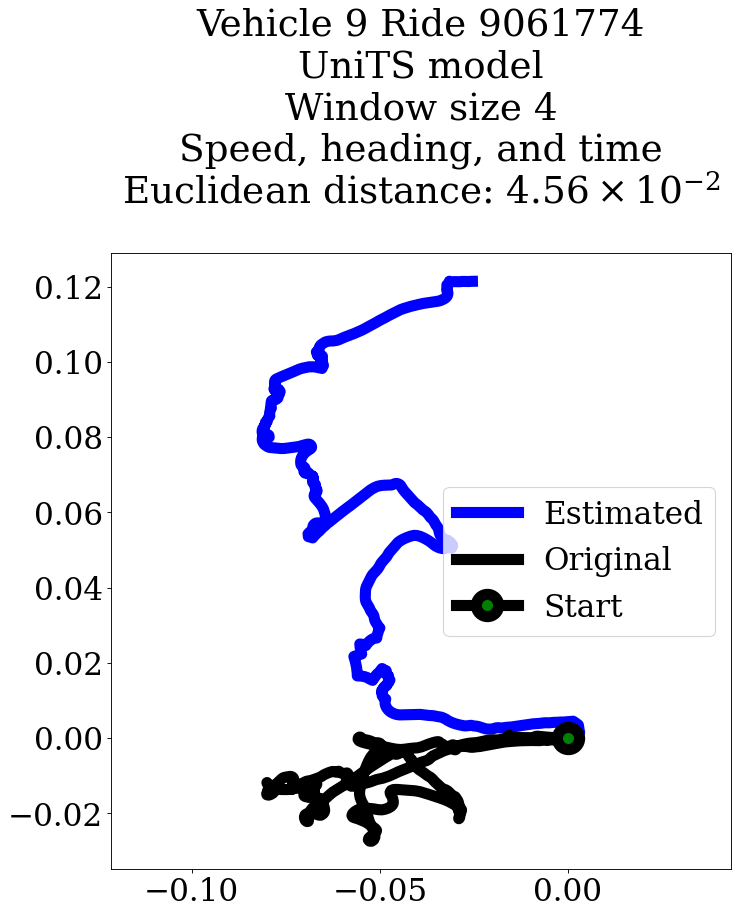 Vehicle 9 Ride 9061774
UniTS model
Window size 4
Speed, heading, and time
Euclidean distance: 4.56 × 10⁻²
0.12
0.10
0.08
0.06
0.04
0.02
0.00
−0.02
Estimated
Original
Start
−0.10
−0.05
0.00